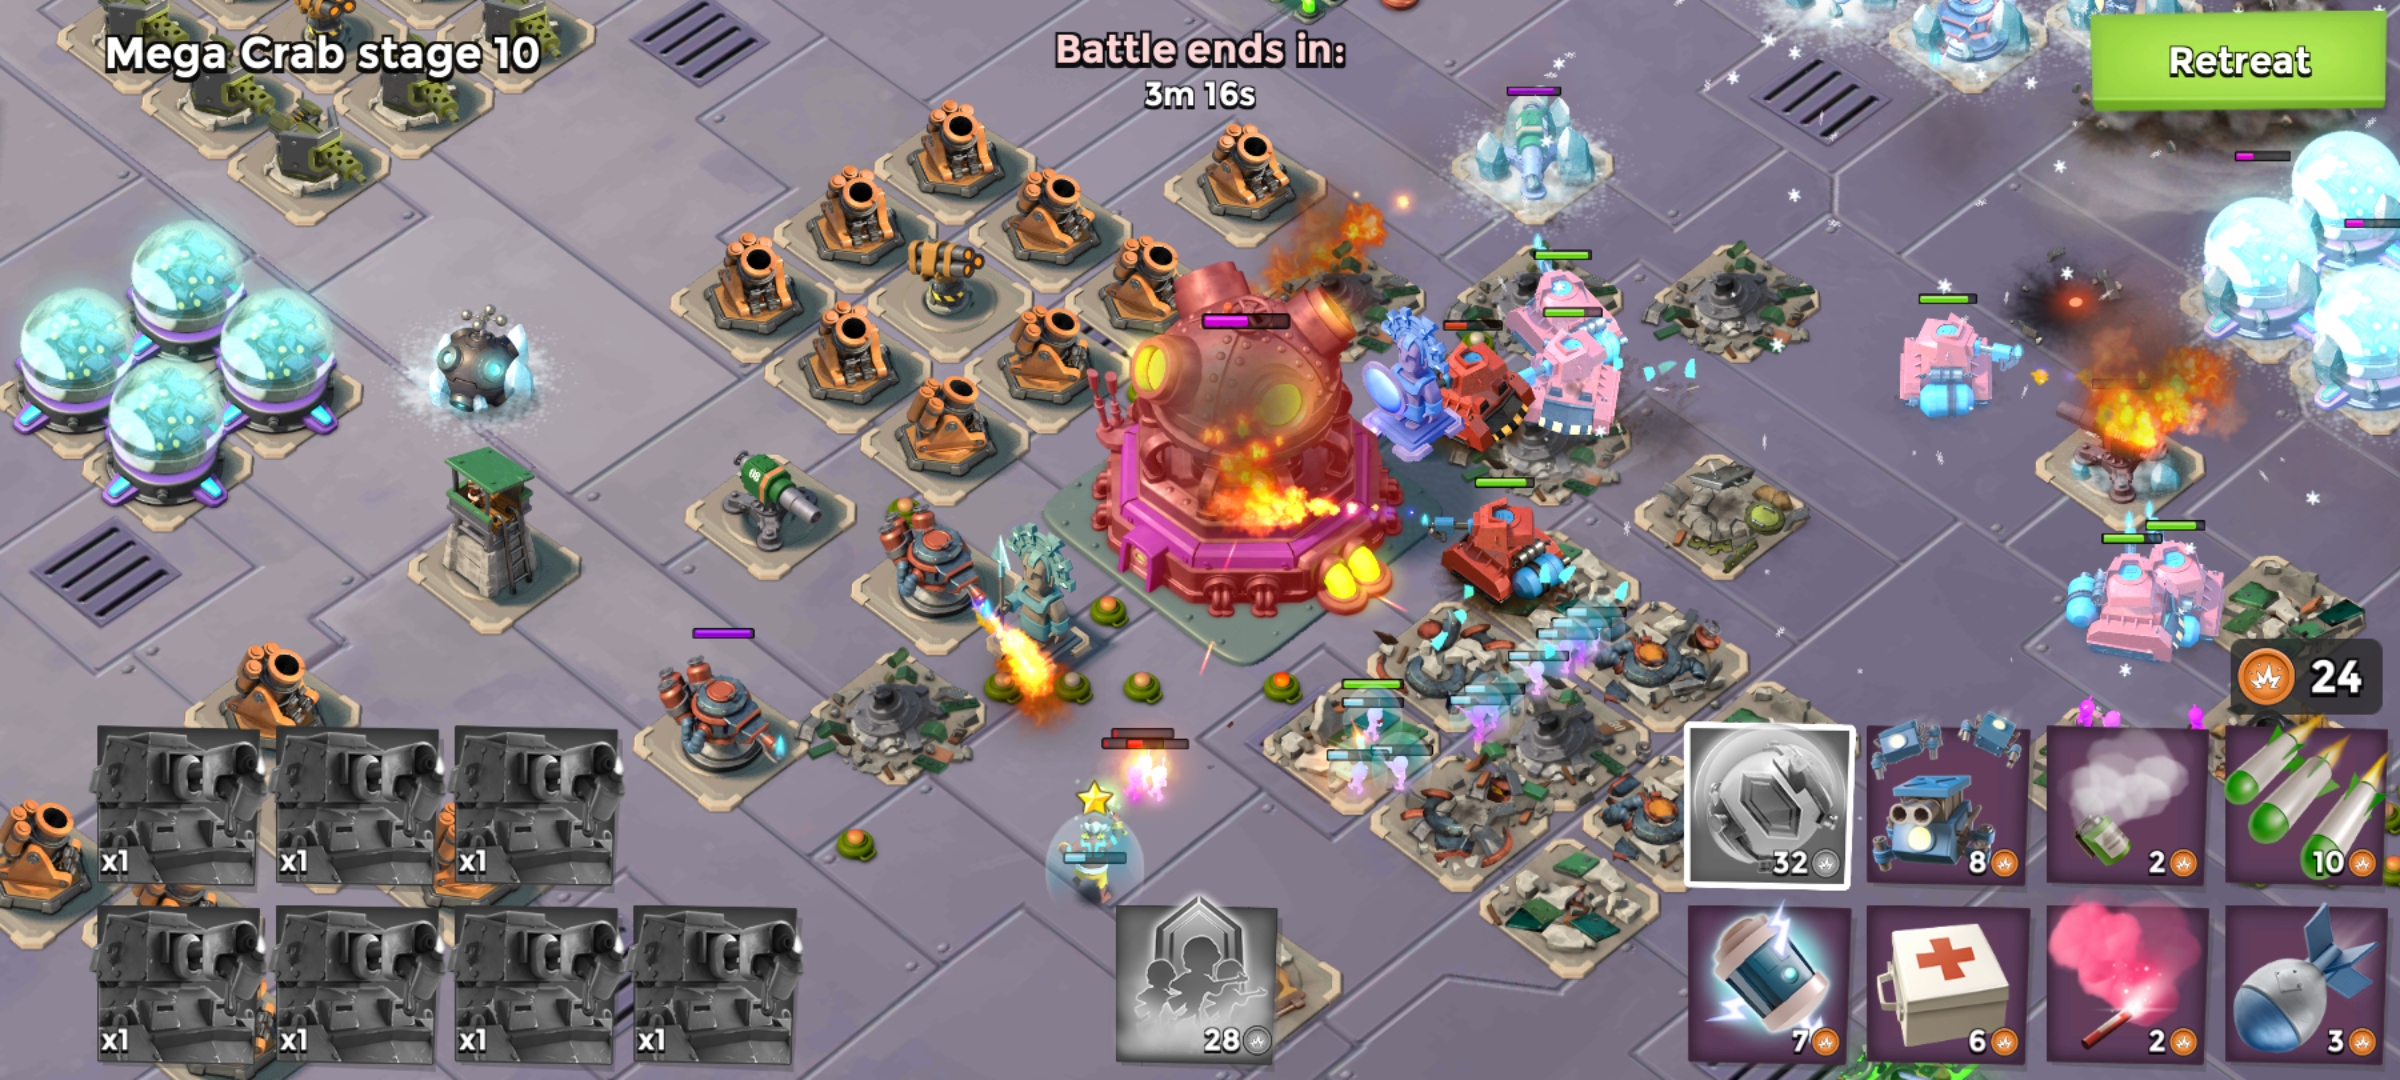 Mega Crab stage 10
Battle ends in:
3m 16s
Retreat
24
x1
x1
x1
32
8
2
10
x1
x1
x1
x1
28
7
6
2
3